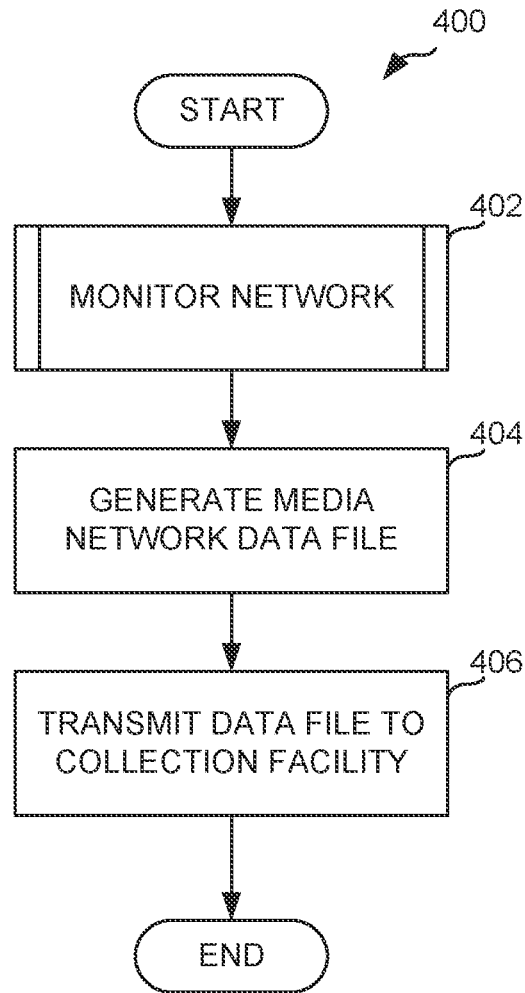 400
START
402
MONITOR NETWORK
404
GENERATE MEDIA
NETWORK DATA FILE
406
TRANSMIT DATA FILE TO
COLLECTION FACILITY
END